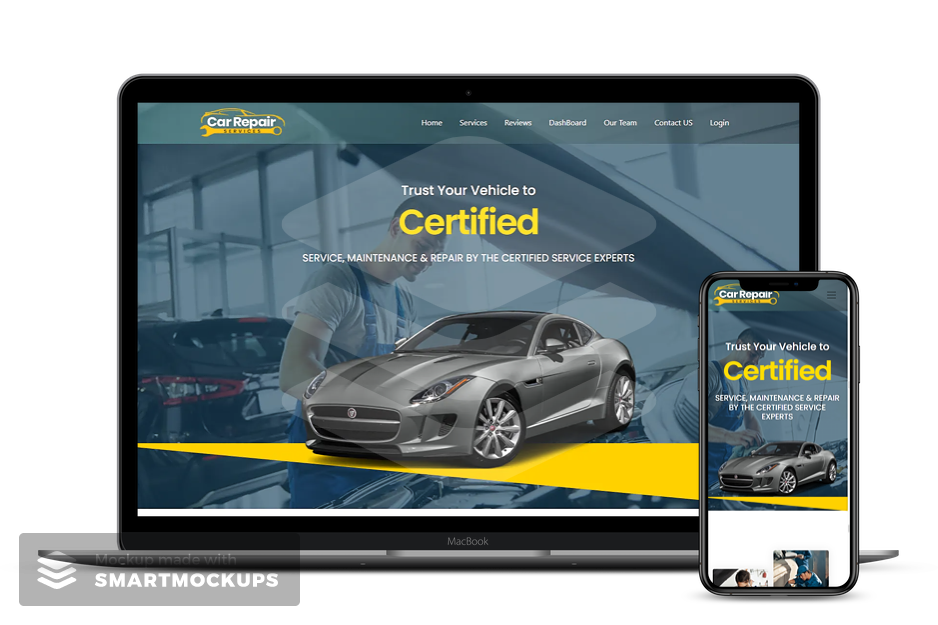 Car Repair
SERVICES
Home Services Reviews DashBoard Our Team Contact US Login
Trust Your Vehicle to
Certified
SERVICE, MAINTENANCE & REPAIR BY THE CERTIFIED SERVICE EXPERTS
MacBook
Car Repair
SERVICES
Trust Your Vehicle to
Certified
SERVICE, MAINTENANCE & REPAIR
BY THE CERTIFIED SERVICE
EXPERTS
Mockup made with
SMARTMOCKUPS